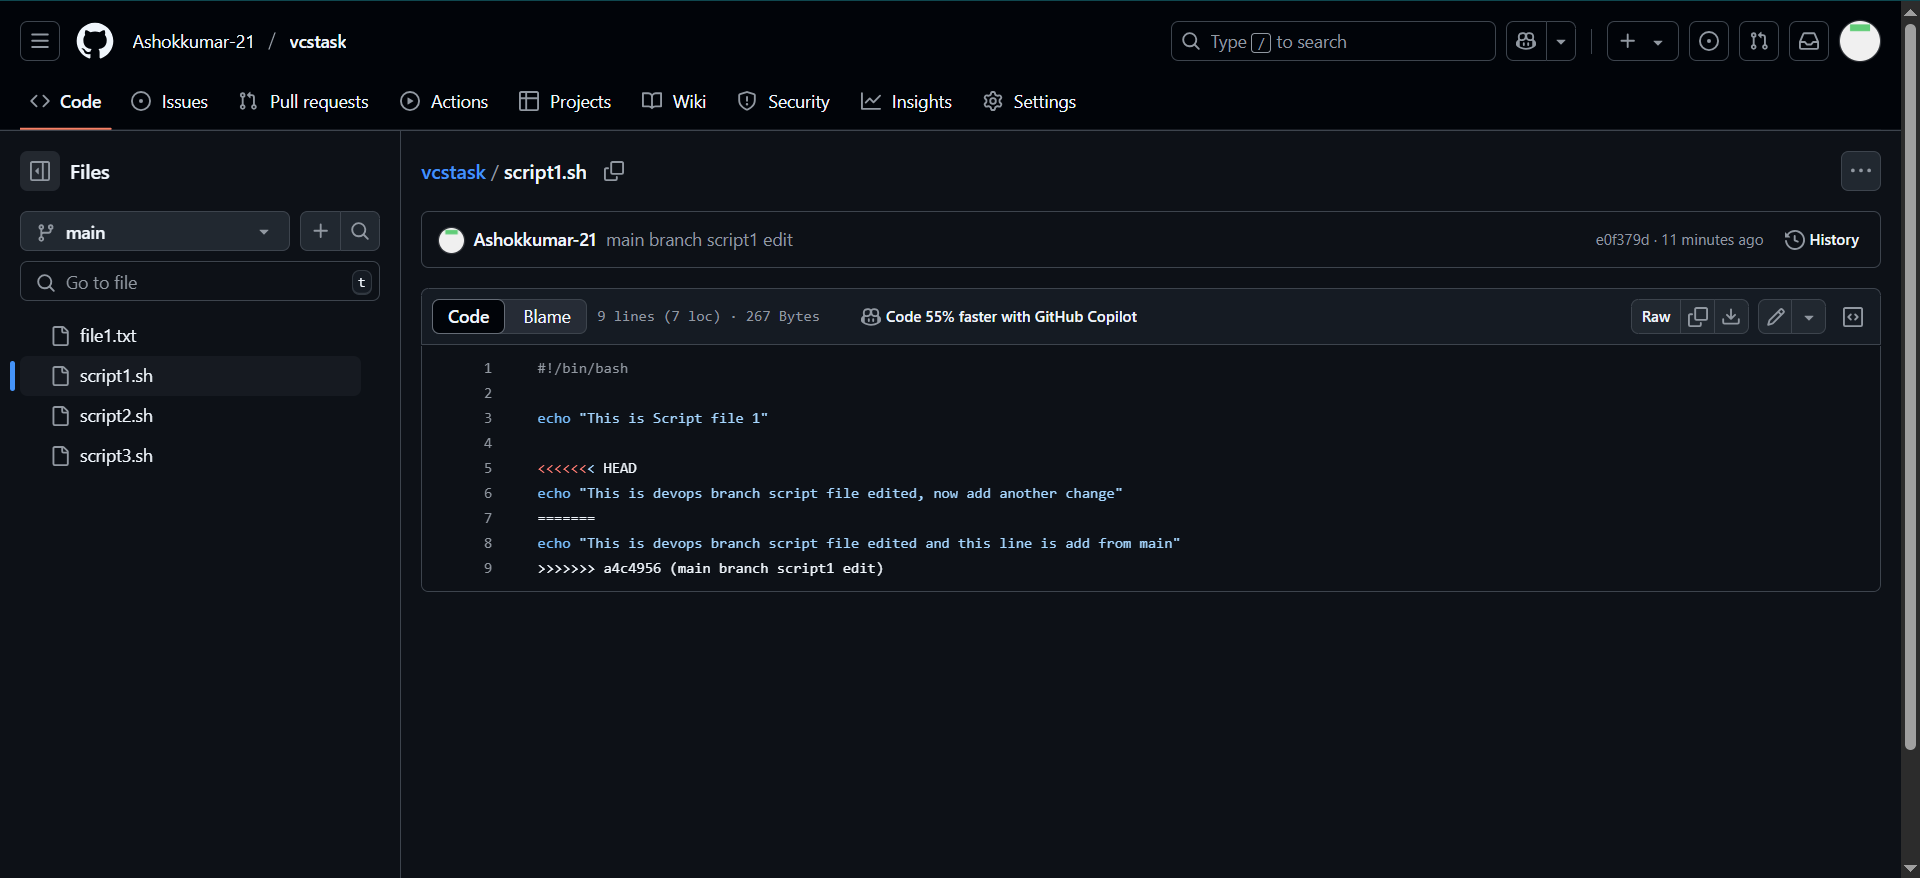 Ashokkumar-21 / vcstask
Type / to search
Code Issues Pull requests Actions Projects Wiki Security Insights Settings
Files
main
Go to file t
file1.txt
script1.sh
script2.sh
script3.sh
vcstask / script1.sh
Ashokkumar-21 main branch script1 edit e0f379d · 11 minutes ago History
Code Blame 9 lines (7 loc) · 267 Bytes Code 55% faster with GitHub Copilot Raw
1 #!/bin/bash
2
3 echo "This is Script file 1"
4
5 <<<<<<< HEAD
6 echo "This is devops branch script file edited, now add another change"
7 =======
8 echo "This is devops branch script file edited and this line is add from main"
9 >>>>>>> a4c4956 (main branch script1 edit)